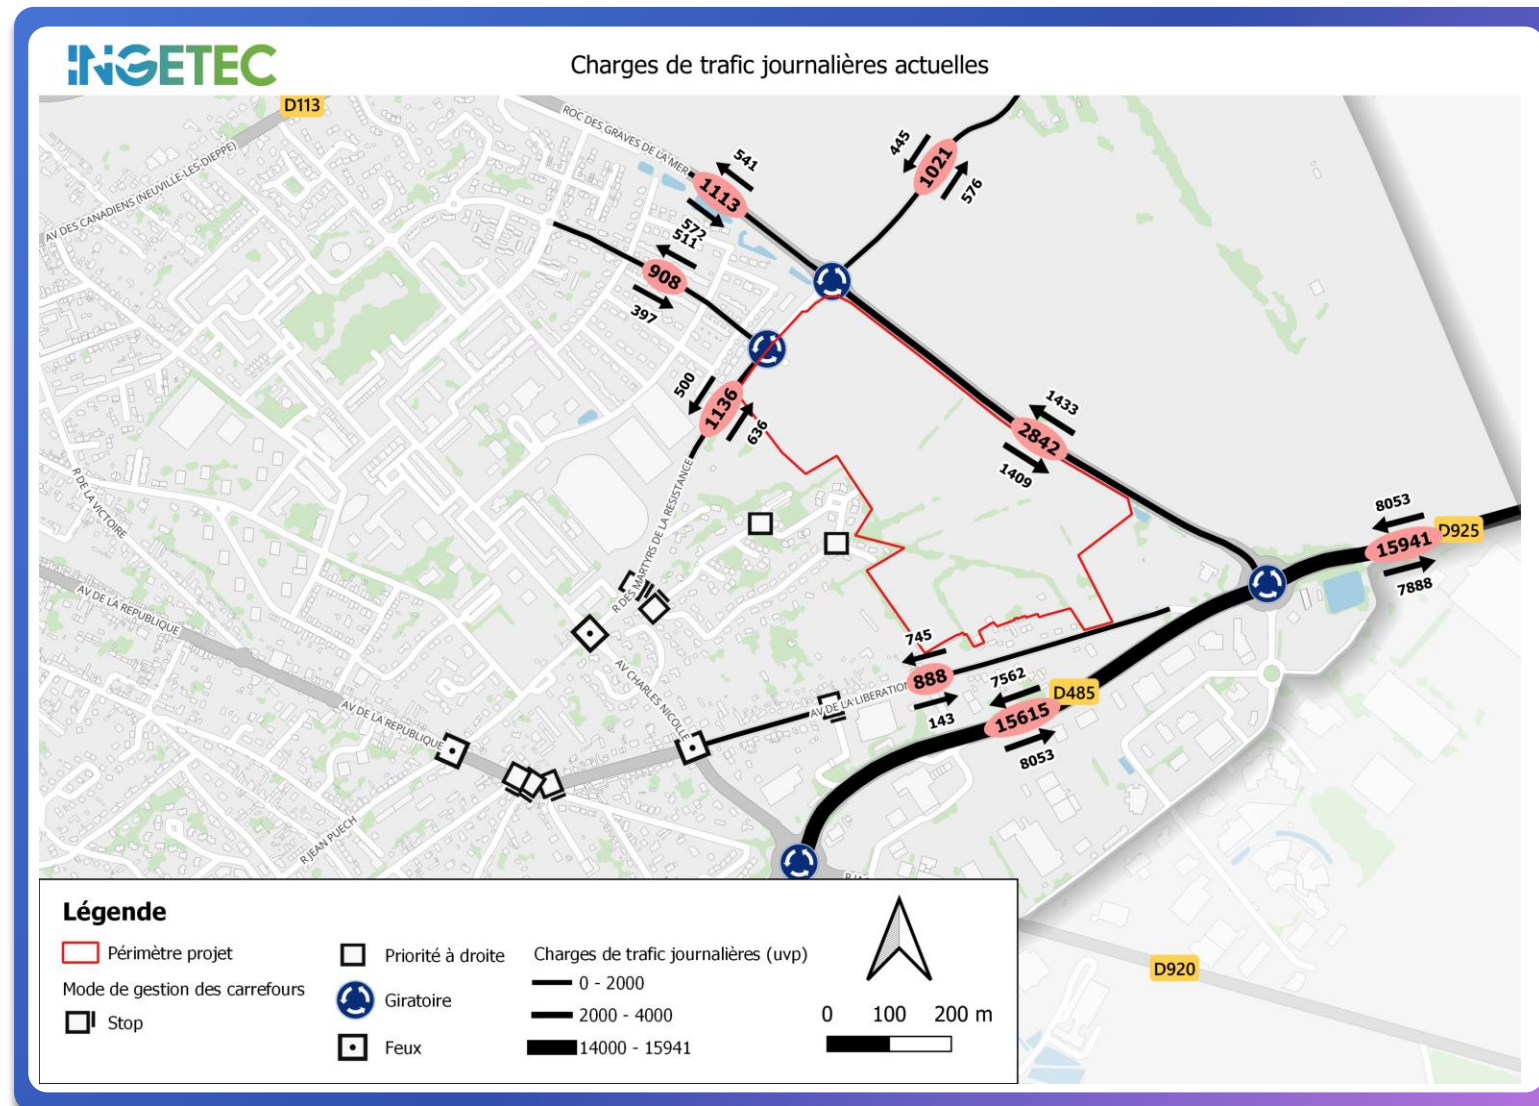 INGETEC
Charges de trafic journalières actuelles
D113
ROC DES GRAVES DE LA MER
AV DES CANADIENS (NEUVILLE-LES-DIEPPE)
541
1113
572
445
1021
576
511
908
397
500
1136
636
1433
2842
1409
8053
15941
D925
7888
R DE LA VICTOIRE
R DES MARTYRS DE LA RESISTANCE
AV DE LA REPUBLIQUE
AV CHARLES NICOLLE
745
888
143
AV DE LA LIBERATION
7562
D485
15615
8053
AV DE LA REPUBLIQUE
R JEAN PUECH
D920
Légende
Périmètre projet
Mode de gestion des carrefours
Stop
Priorité à droite
Giratoire
Feux
Charges de trafic journalières (uvp)
0 - 2000
2000 - 4000
14000 - 15941
0 100 200 m